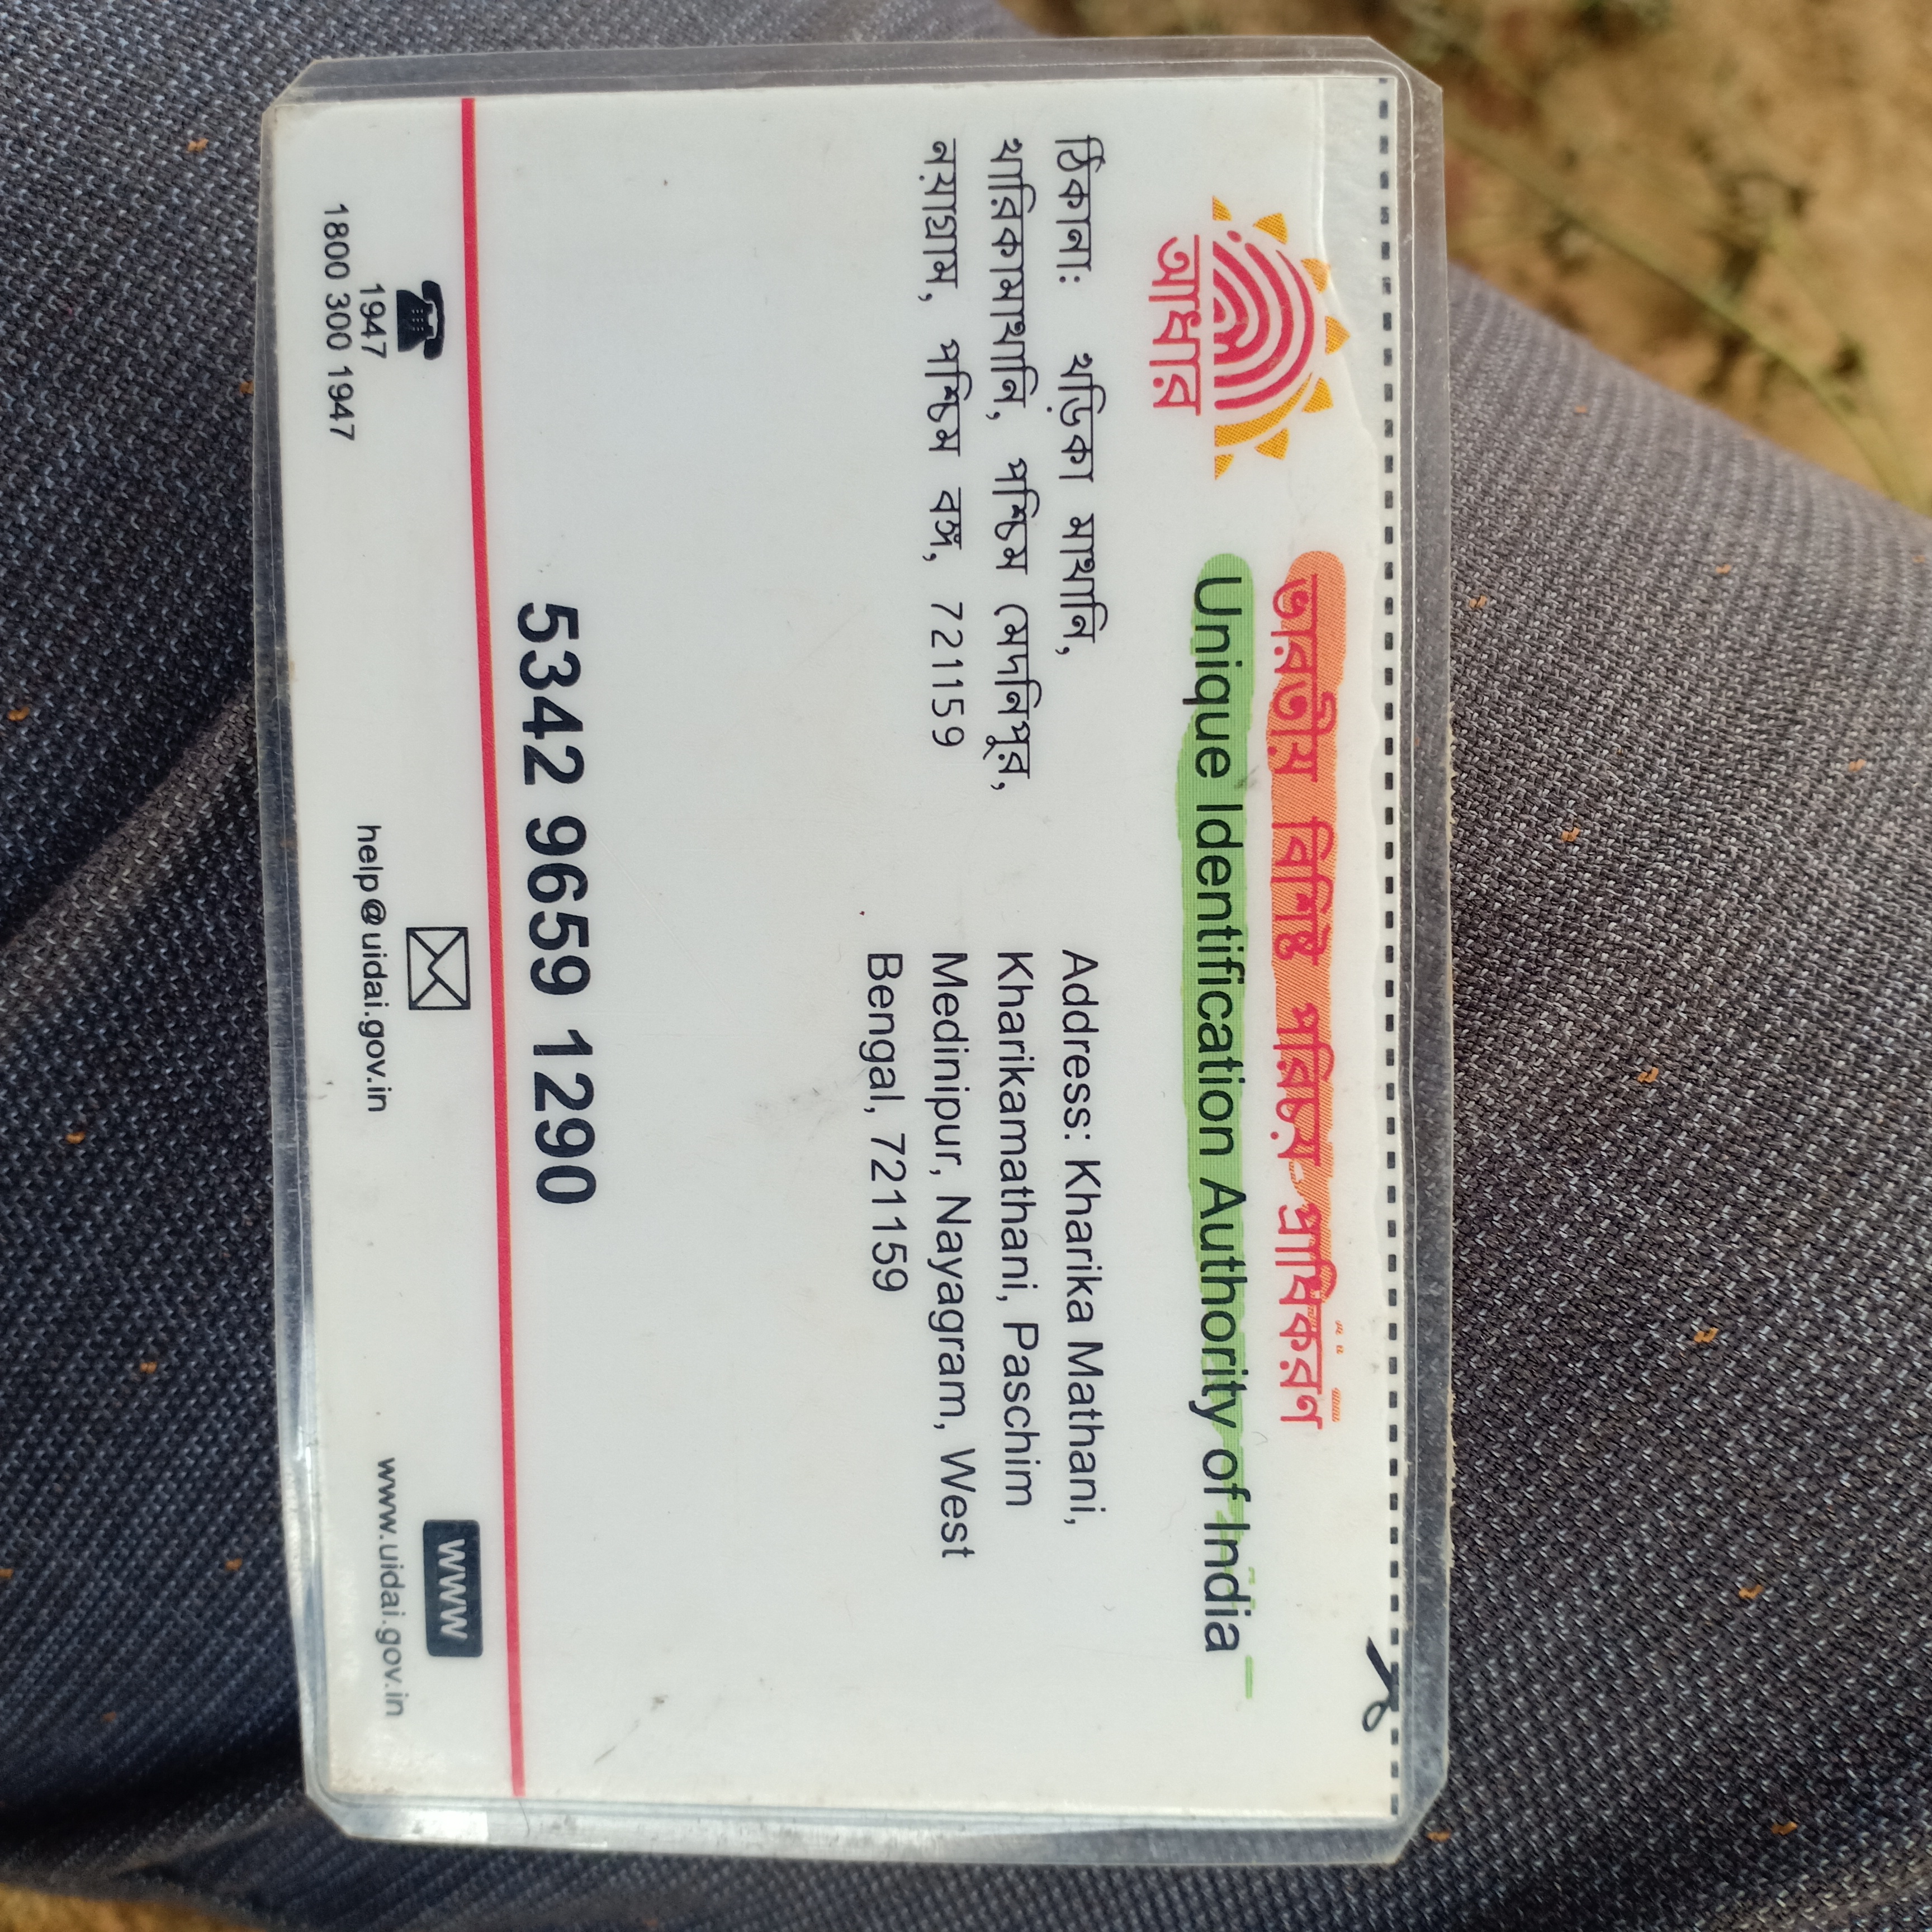 ভারতীয় বিশিষ্ট পরিচয় প্রাধিকরণ
Unique Identification Authority of India
আধার
ঠিকানা: খড়িকা মাথানি,
খারিকামাথানি, পশ্চিম মেদনিপুর,
নয়াগ্রাম, পশ্চিম বঙ্গ, 721159
Address: Kharika Mathani,
Kharikamathani, Paschim
Medinipur, Nayagram, West
Bengal, 721159
5342 9659 1290
1947
1800 300 1947
help@uidai.gov.in
www
www.uidai.gov.in